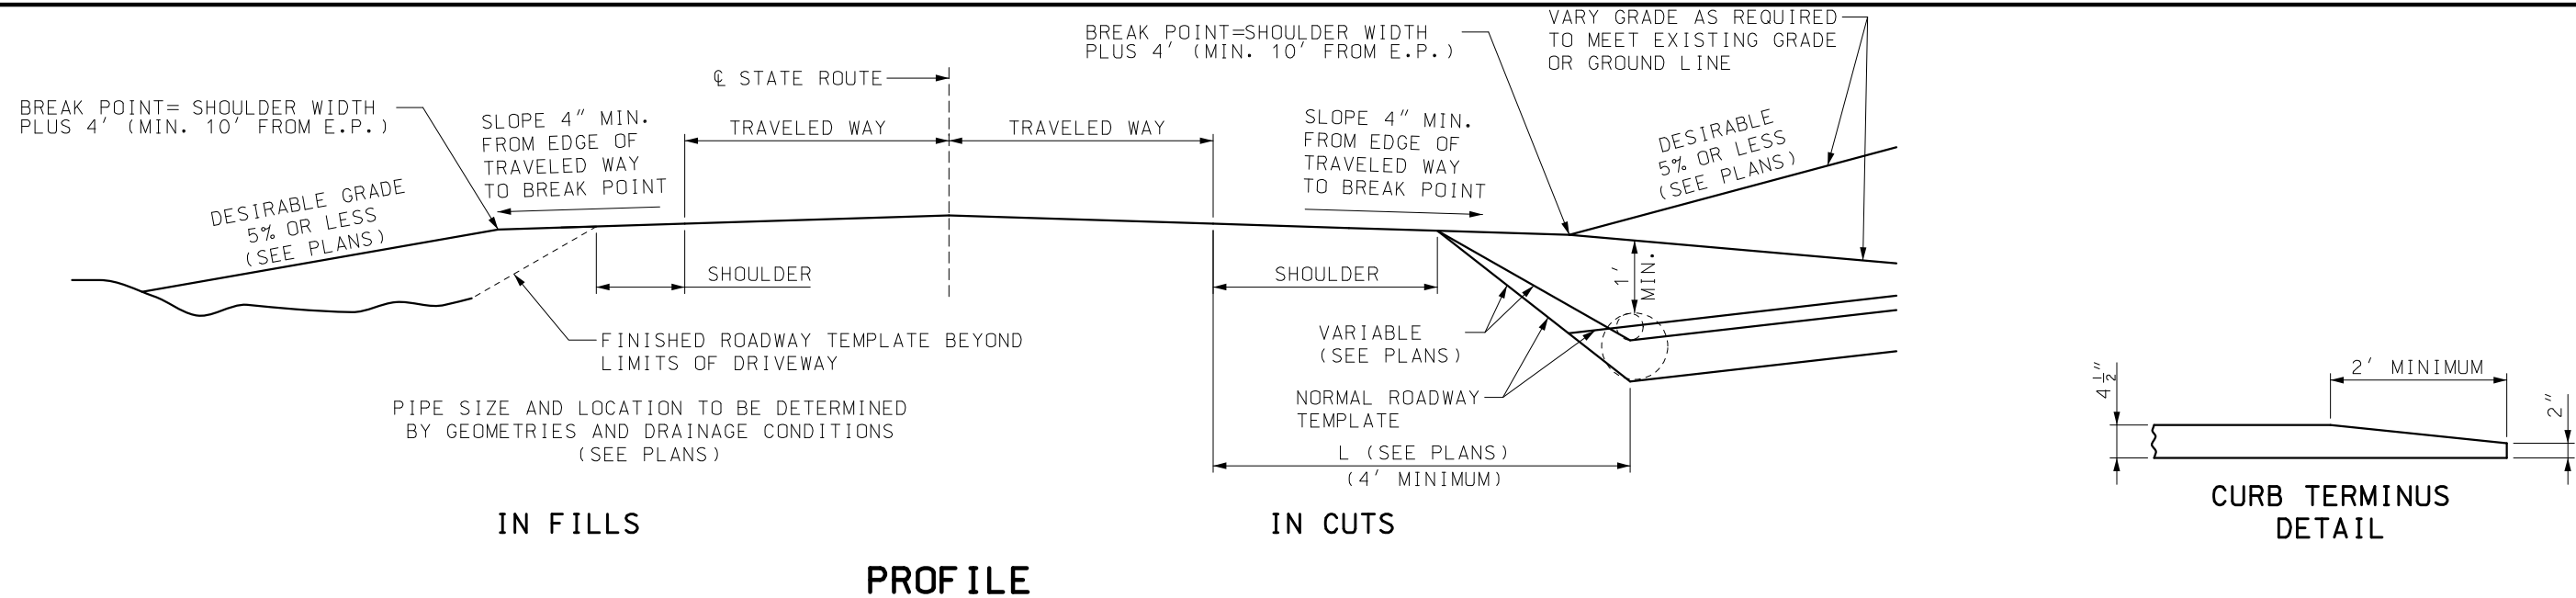 BREAK POINT= SHOULDER WIDTH
PLUS 4' (MIN. 10' FROM E.P.)
DESIRABLE GRADE
5% OR LESS
(SEE PLANS)
SLOPE 4" MIN.
FROM EDGE OF
TRAVELED WAY
TO BREAK POINT
℄ STATE ROUTE
TRAVELED WAY
TRAVELED WAY
SHOULDER
FINISHED ROADWAY TEMPLATE BEYOND
LIMITS OF DRIVEWAY
PIPE SIZE AND LOCATION TO BE DETERMINED
BY GEOMETRIES AND DRAINAGE CONDITIONS
(SEE PLANS)
IN FILLS
BREAK POINT=SHOULDER WIDTH
PLUS 4' (MIN. 10' FROM E.P.)
VARY GRADE AS REQUIRED
TO MEET EXISTING GRADE
OR GROUND LINE
SLOPE 4" MIN.
FROM EDGE OF
TRAVELED WAY
TO BREAK POINT
DESIRABLE
5% OR LESS
(SEE PLANS)
SHOULDER
1'
MIN.
VARIABLE
(SEE PLANS)
NORMAL ROADWAY
TEMPLATE
L (SEE PLANS)
(4' MINIMUM)
IN CUTS
PROFILE
4 1/2"
2' MINIMUM
2"
CURB TERMINUS
DETAIL